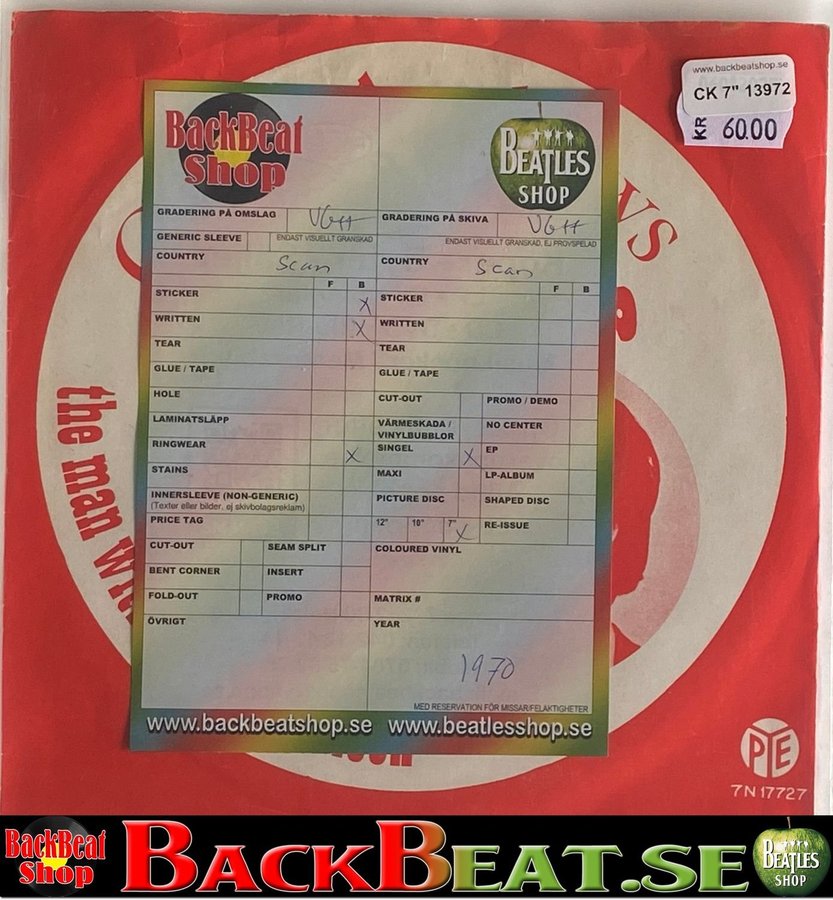 www.backbeatshop.se
CK 7" 13972
KR 60.00
BackBeat
Shop
BEATLES
SHOP
GRADERING PÅ OMSLAG VG++
GRADERING PÅ SKIVA VG++
GENERIC SLEEVE
ENDAST VISUELLT GRANSKAD
ENDAST VISUELLT GRANSKAD, EJ PROVSPELAD
COUNTRY Scan
COUNTRY Scan
F B
F B
STICKER X
STICKER
WRITTEN X
WRITTEN
TEAR
TEAR
GLUE / TAPE
GLUE / TAPE
HOLE
CUT-OUT
PROMO / DEMO
LAMINATSLÄPP
VÄRMESKADA /
VINYLBUBBLOR
NO CENTER
RINGWEAR X
SINGEL X
EP
STAINS
MAXI
LP-ALBUM
INNERSLEEVE (NON-GENERIC)
(Texter eller bilder, ej skivbolagsreklam)
PICTURE DISC
SHAPED DISC
PRICE TAG
12" 10" 7" X
RE-ISSUE
CUT-OUT
SEAM SPLIT
COLOURED VINYL
BENT CORNER
INSERT
FOLD-OUT
PROMO
MATRIX #
ÖVRIGT
YEAR
1970
MED RESERVATION FÖR MISSAR/FELAKTIGHETER
www.backbeatshop.se www.beatlesshop.se
the man
PYE
7N 17727
BackBeat
Shop
BACKBEAT.SE
BEATLES
SHOP